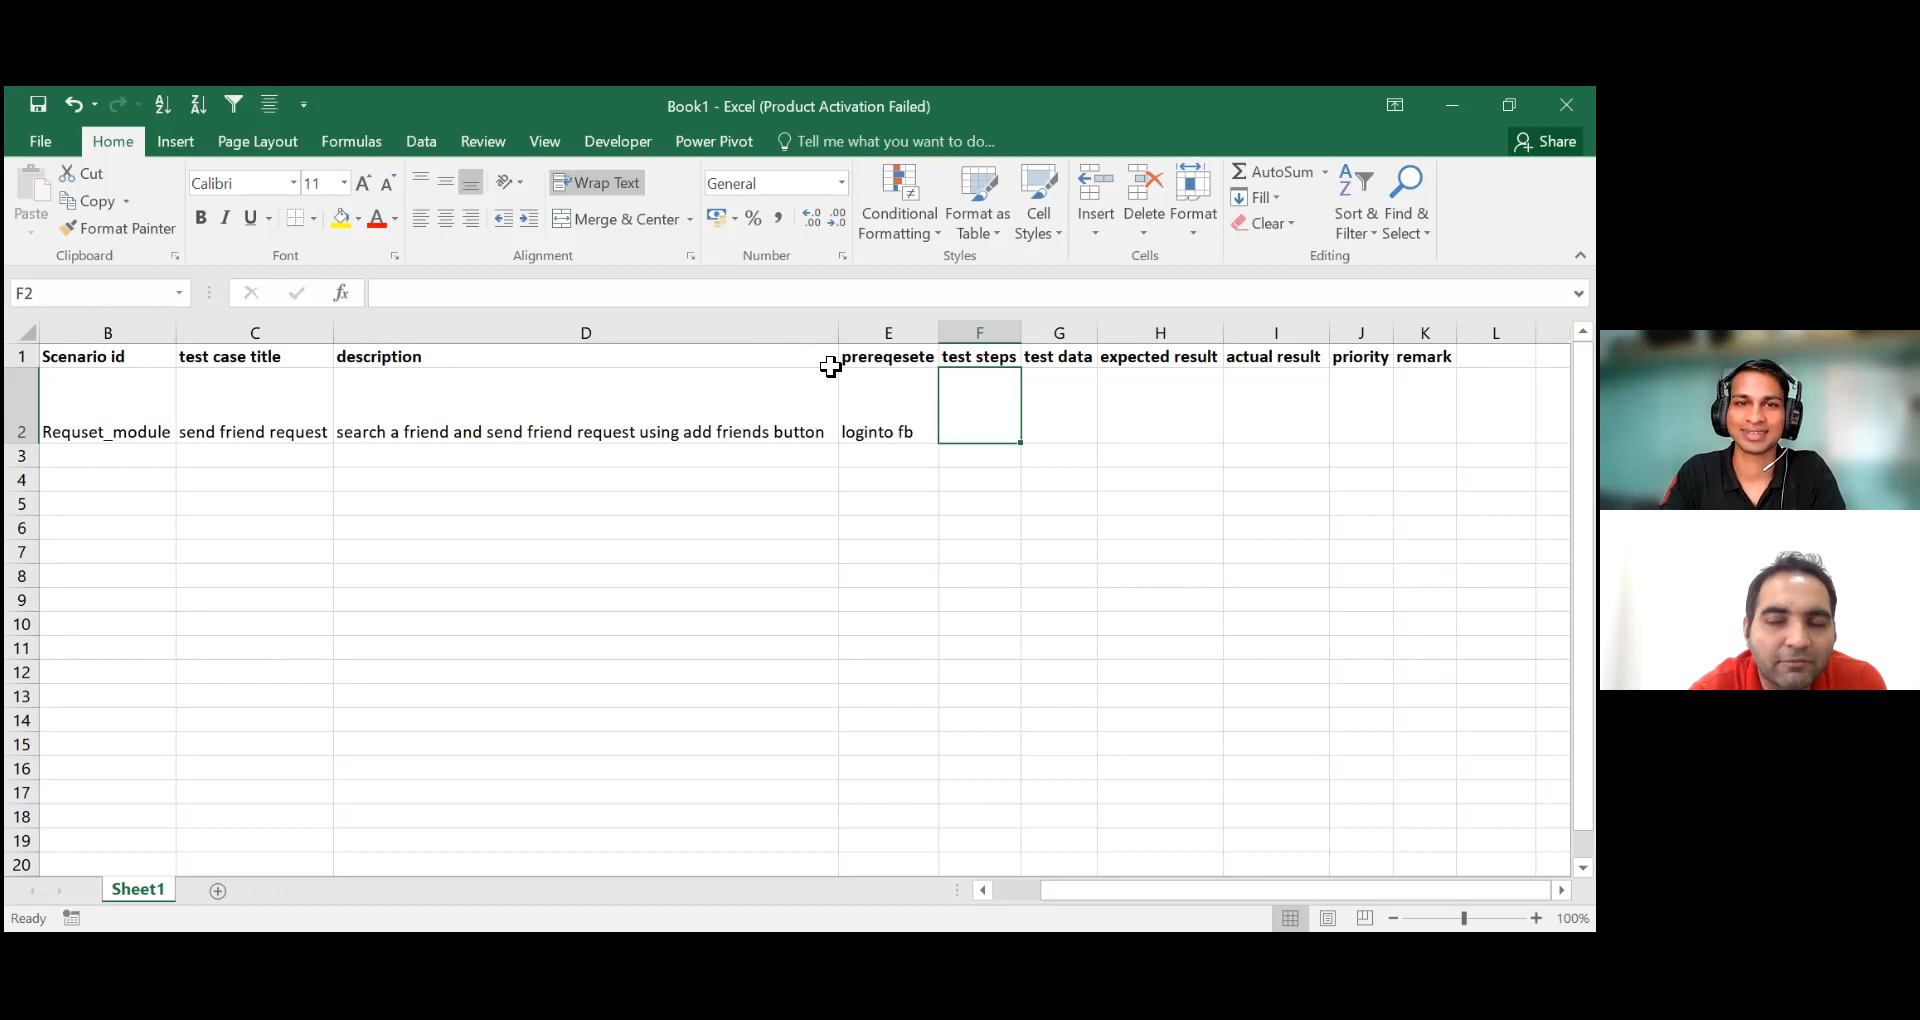 Book1 - Excel (Product Activation Failed)
File Home Insert Page Layout Formulas Data Review View Developer Power Pivot Tell me what you want to do... Share
Cut
Copy
Format Painter
Paste
Clipboard
Calibri 11
B I U
Font
Wrap Text
Merge & Center
Alignment
General
Number
Conditional Formatting
Format as Table
Cell Styles
Styles
Insert Delete Format
Cells
AutoSum
Fill
Clear
Sort & Filter
Find & Select
Editing
F2
fx
B C D E F G H I J K L
1 Scenario id test case title description prereqesete test steps test data expected result actual result priority remark
2 Requset_module send friend request search a friend and send friend request using add friends button loginto fb
3
4
5
6
7
8
9
10
11
12
13
14
15
16
17
18
19
20
Sheet1
Ready
100%